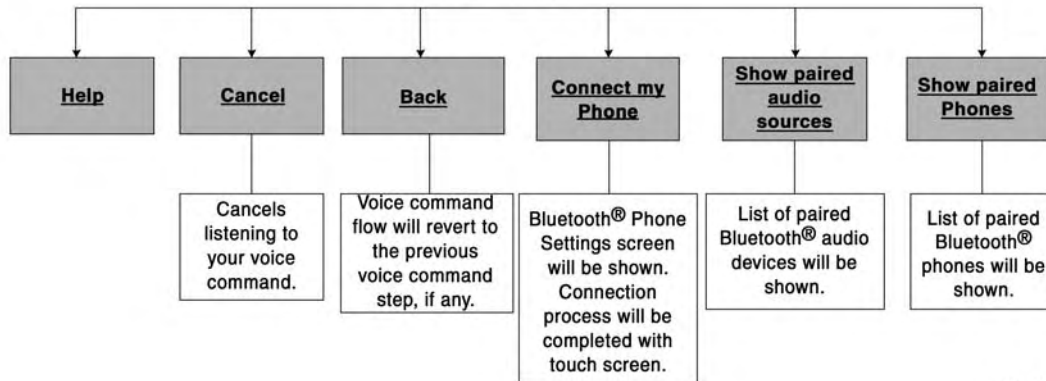 Help
Cancel
Back
Connect my
Phone
Show paired
audio
sources
Show paired
Phones
Cancels
listening to
your voice
command.
Voice command
flow will revert to
the previous
voice command
step, if any.
Bluetooth® Phone
Settings screen
will be shown.
Connection
process will be
completed with
touch screen.
List of paired
Bluetooth® audio
devices will be
shown.
List of paired
Bluetooth®
phones will be
shown.